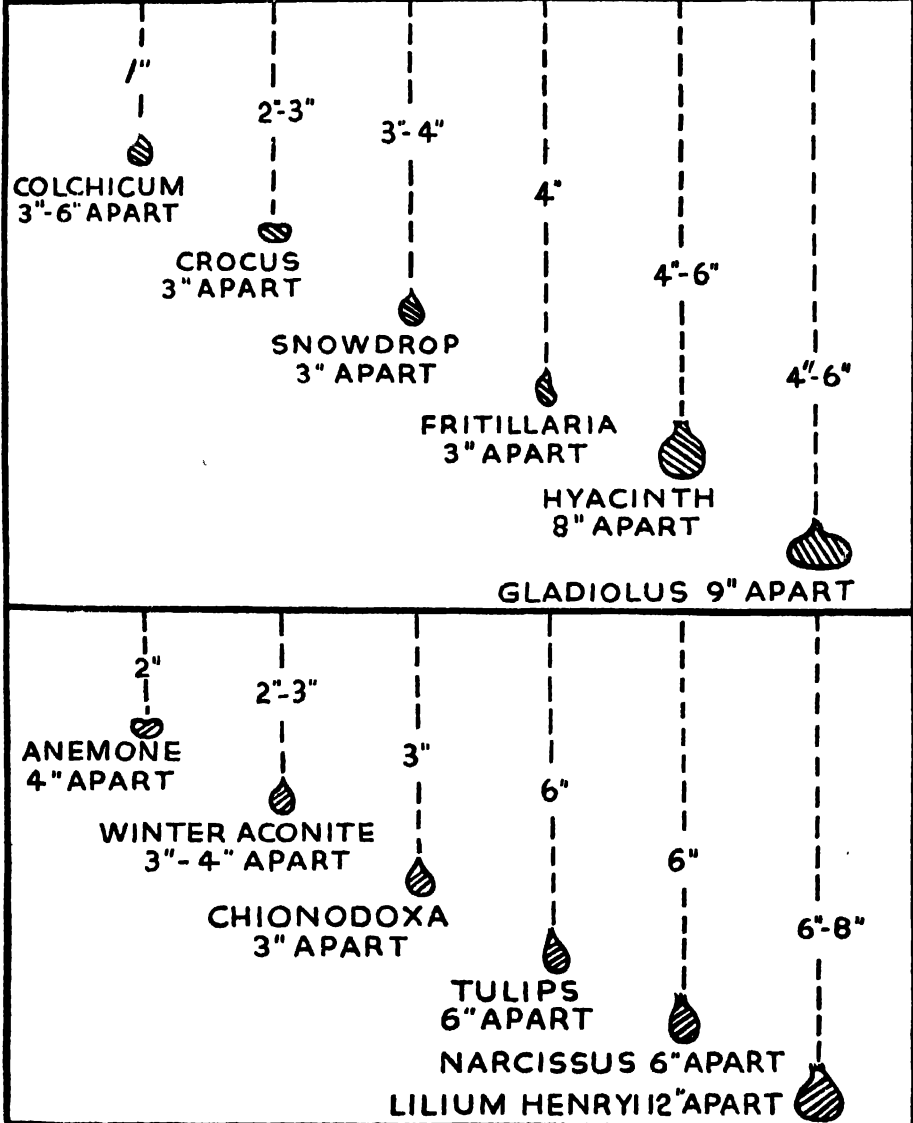 1"
2"-3"
3"-4"
4"
4"-6"
4"-6"
COLCHICUM
3"-6" APART
CROCUS
3" APART
SNOWDROP
3" APART
FRITILLARIA
3" APART
HYACINTH
8" APART
GLADIOLUS 9" APART
2"
2"-3"
3"
6"
6"
6"-8"
ANEMONE
4" APART
WINTER ACONITE
3"-4" APART
CHIONODOXA
3" APART
TULIPS
6" APART
NARCISSUS 6" APART
LILIUM HENRYI 12" APART